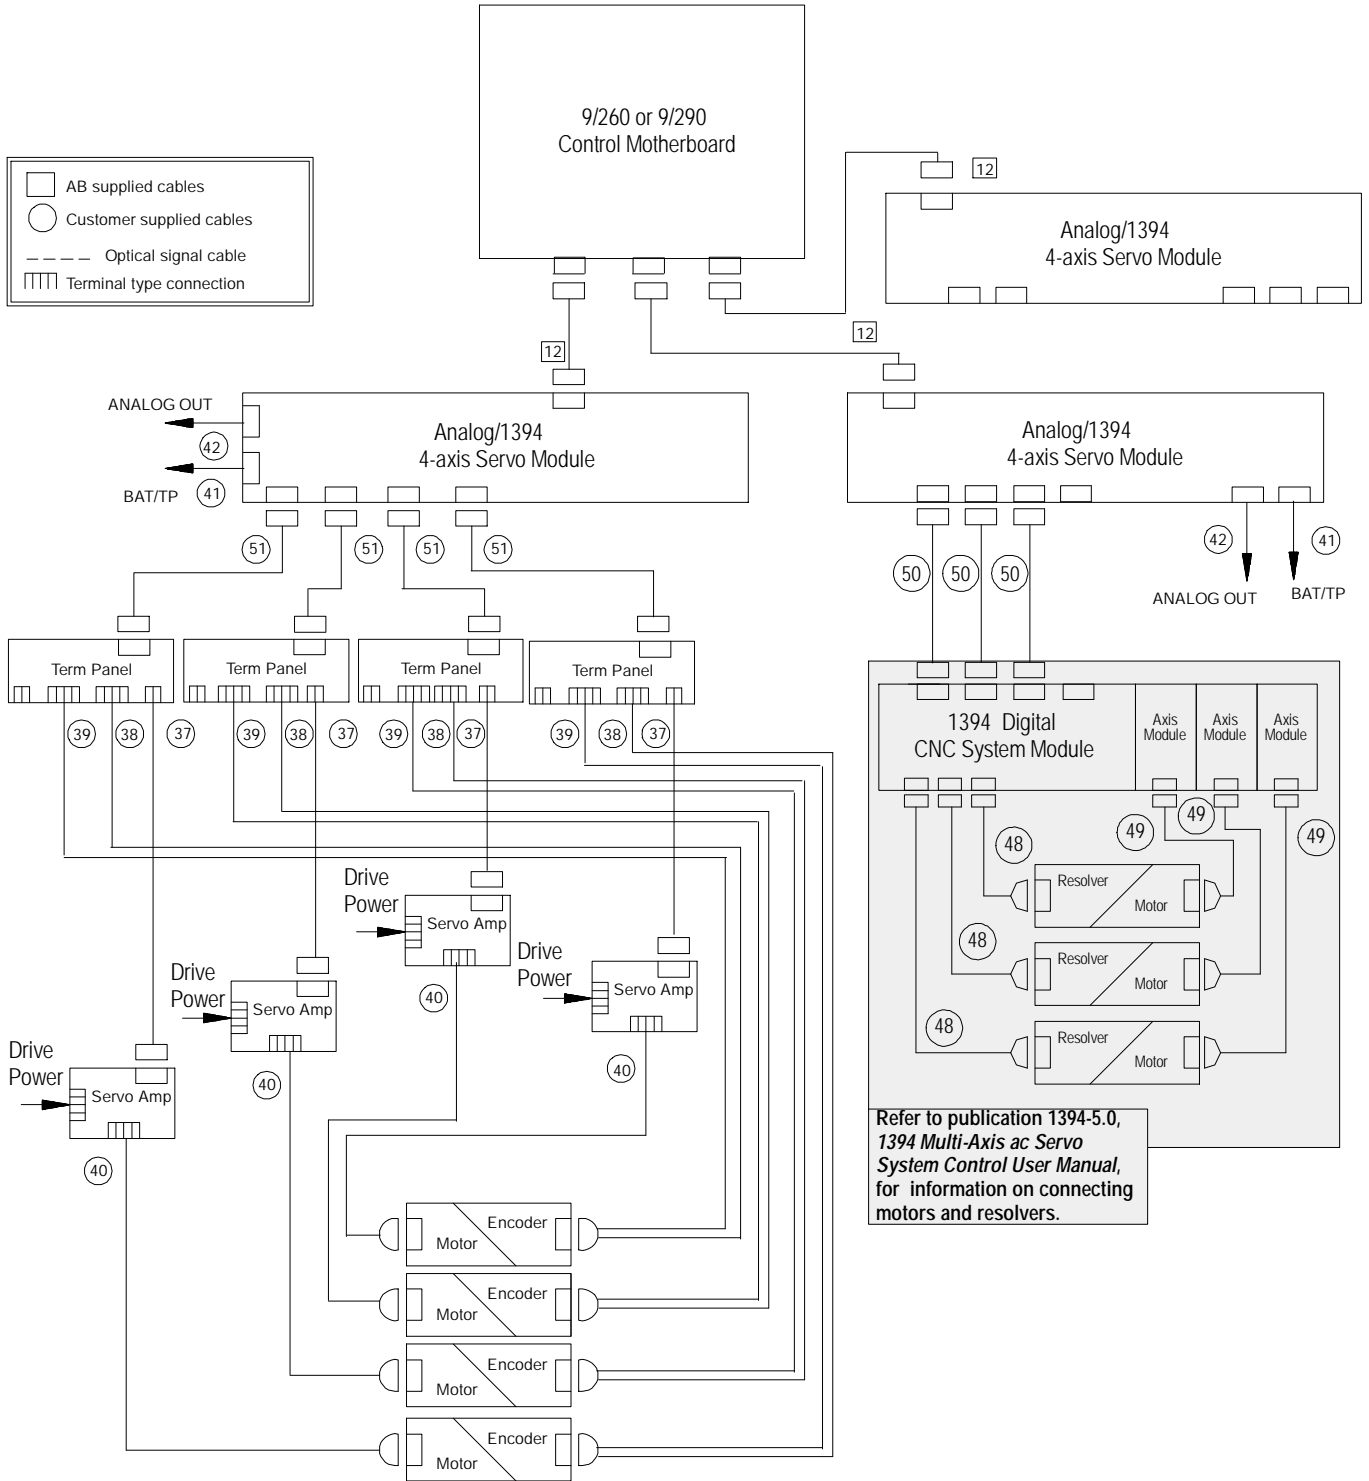 9/260 or 9/290
Control Motherboard
AB supplied cables
Customer supplied cables
Optical signal cable
Terminal type connection
12
Analog/1394
4-axis Servo Module
12
12
ANALOG OUT
42
BAT/TP
41
Analog/1394
4-axis Servo Module
Analog/1394
4-axis Servo Module
51
51
51
51
50
50
50
42
41
ANALOG OUT
BAT/TP
Term Panel
Term Panel
Term Panel
Term Panel
39
38
37
39
38
37
39
38
37
39
38
37
1394 Digital
CNC System Module
Axis
Module
Axis
Module
Axis
Module
49
49
49
48
Resolver
Motor
48
Resolver
Motor
48
Resolver
Motor
Drive
Power
Servo Amp
40
Drive
Power
Servo Amp
40
Drive
Power
Servo Amp
40
Drive
Power
Servo Amp
40
Refer to publication 1394-5.0,
1394 Multi-Axis ac Servo
System Control User Manual,
for information on connecting
motors and resolvers.
Motor
Encoder
Motor
Encoder
Motor
Encoder
Motor
Encoder